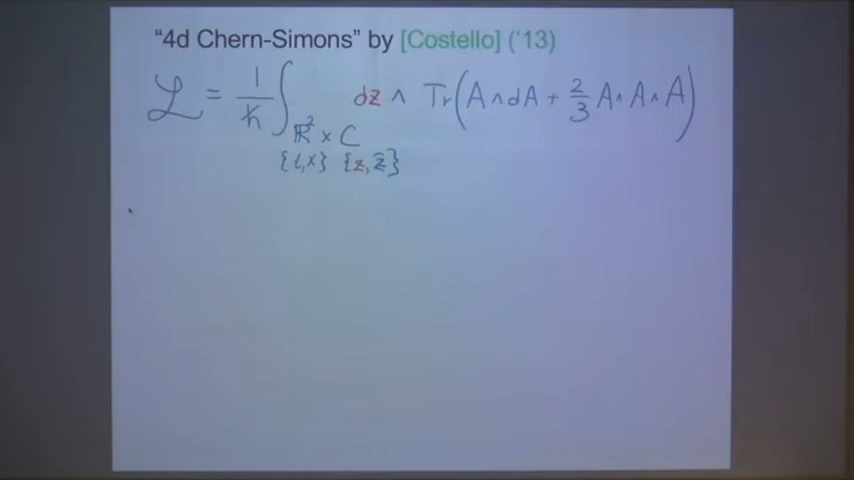 “4d Chern-Simons” by [Costello] (‘13)
ℒ = 1/ħ ∫_{ℝ² × C} dz ∧ Tr(A∧dA + 2/3 A∧A∧A)
{t,x} {z,z̄}